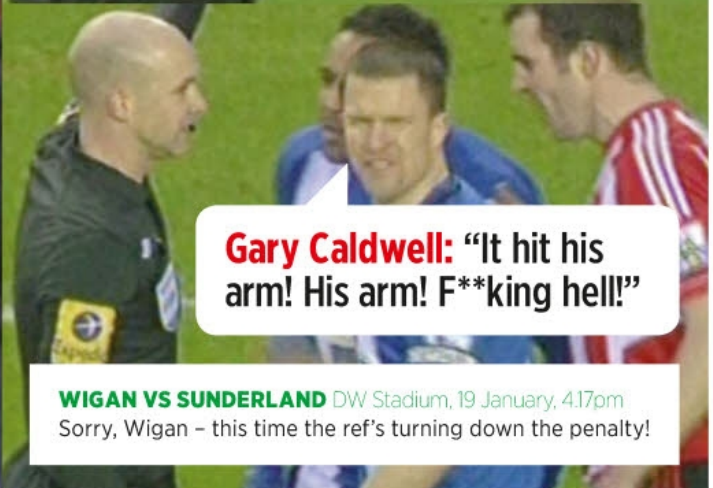 Gary Caldwell: “It hit his
arm! His arm! F**king hell!”
Expedia
WIGAN VS SUNDERLAND DW Stadium, 19 January, 4.17pm
Sorry, Wigan – this time the ref’s turning down the penalty!